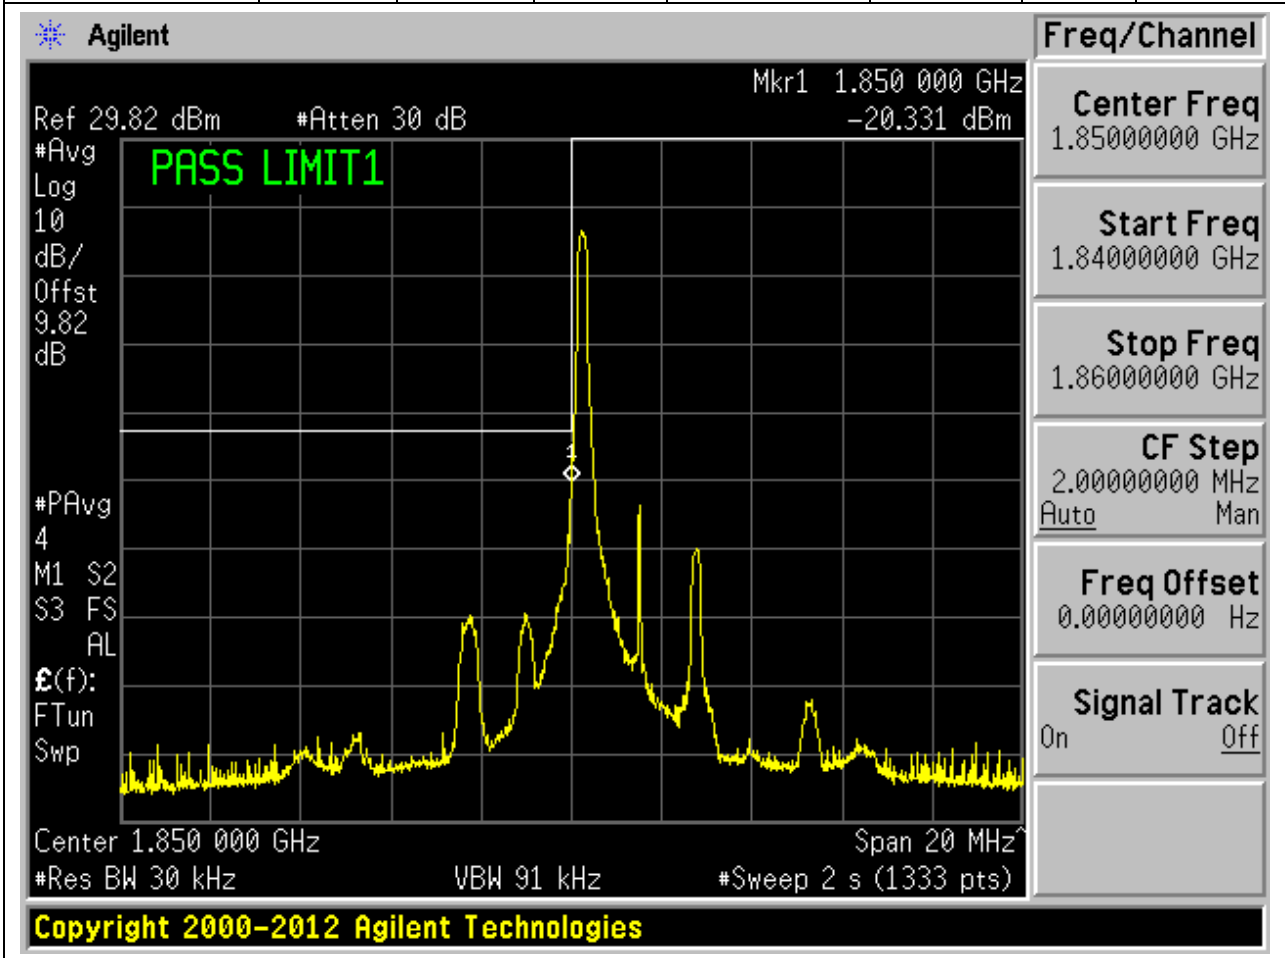 Agilent
Freq/Channel
Mkr1 1.850 000 GHz
Ref 29.82 dBm #Atten 30 dB -20.331 dBm
#Avg
Log
10
dB/
Offst
9.82
dB
PASS LIMIT1
1
#PAvg
4
M1 S2
S3 FS
AL
£(f):
FTun
Swp
Center 1.850 000 GHz Span 20 MHz^
#Res BW 30 kHz VBW 91 kHz #Sweep 2 s (1333 pts)
Copyright 2000-2012 Agilent Technologies
Center Freq
1.85000000 GHz
Start Freq
1.84000000 GHz
Stop Freq
1.86000000 GHz
CF Step
2.00000000 MHz
Auto Man
Freq Offset
0.00000000 Hz
Signal Track
On Off